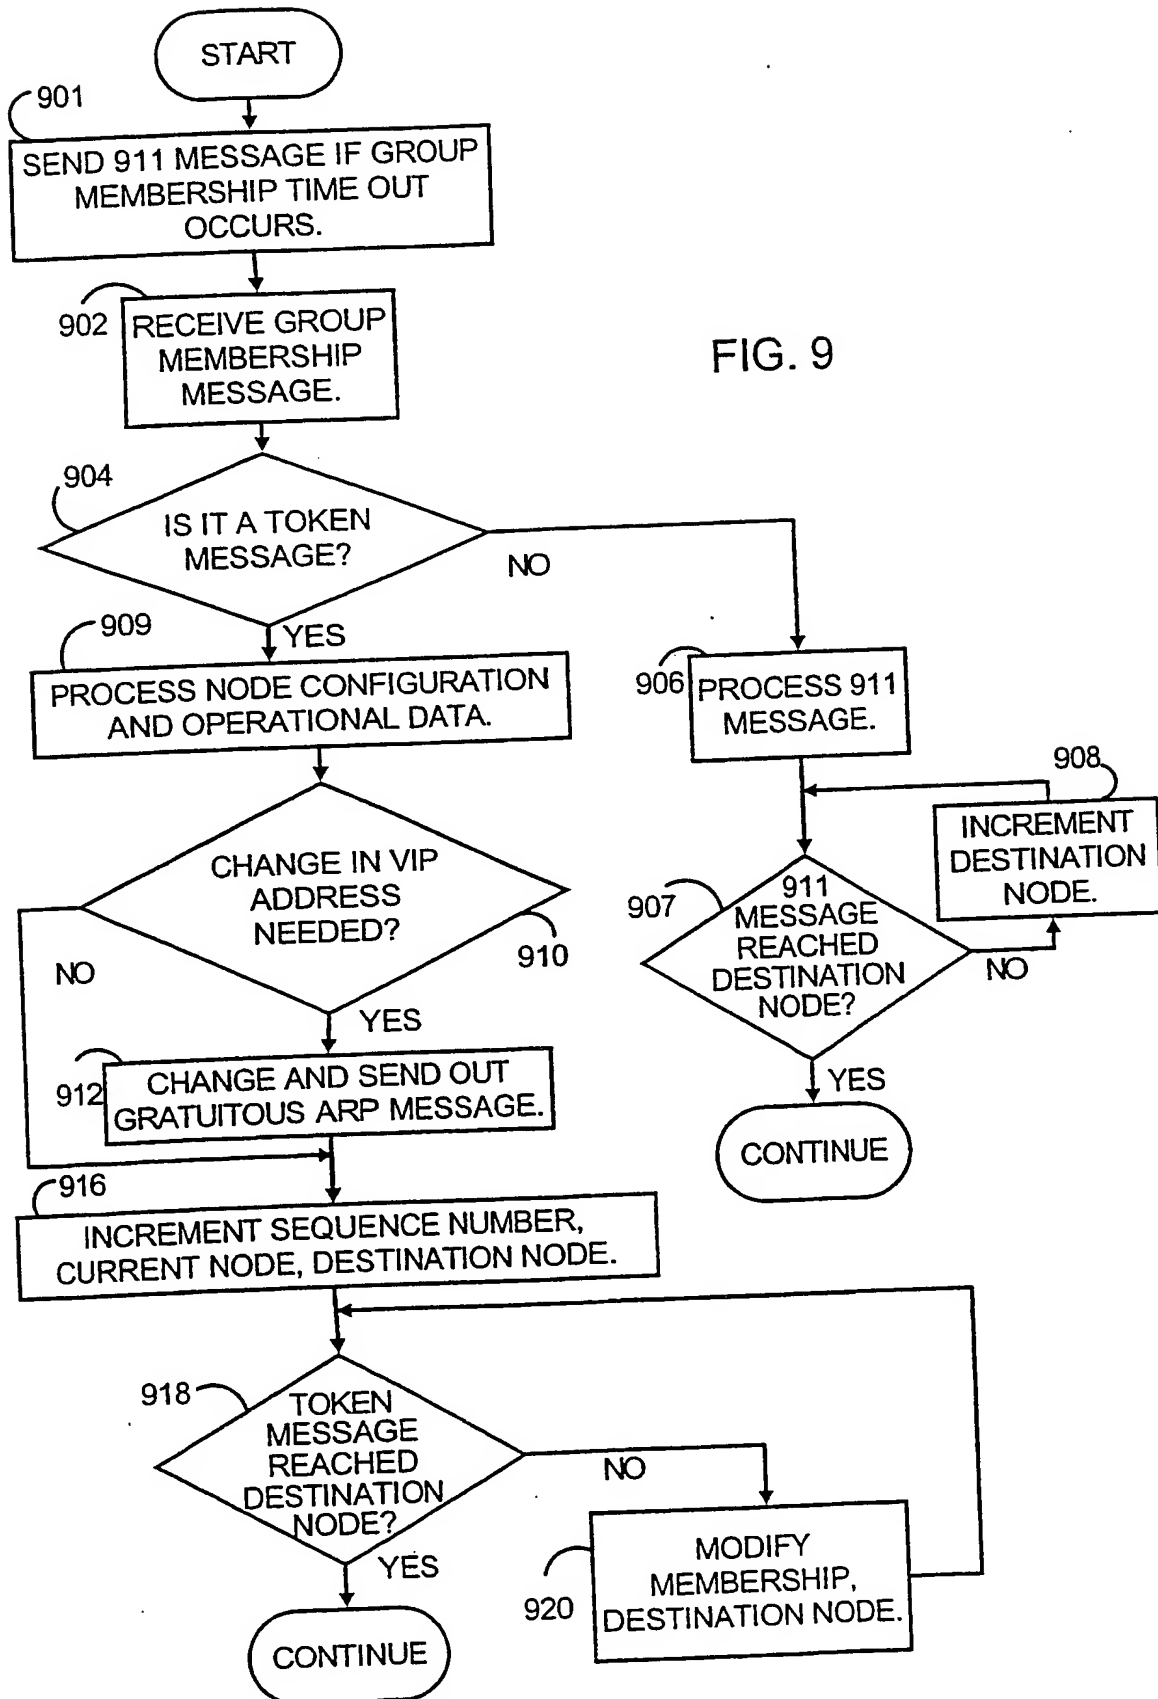 START
901
SEND 911 MESSAGE IF GROUP
MEMBERSHIP TIME OUT
OCCURS.
902
RECEIVE GROUP
MEMBERSHIP
MESSAGE.
FIG. 9
904
IS IT A TOKEN
MESSAGE?
NO
YES
909
PROCESS NODE CONFIGURATION
AND OPERATIONAL DATA.
906
PROCESS 911
MESSAGE.
908
INCREMENT
DESTINATION
NODE.
CHANGE IN VIP
ADDRESS
NEEDED?
910
NO
YES
907
911
MESSAGE
REACHED
DESTINATION
NODE?
NO
YES
CONTINUE
912
CHANGE AND SEND OUT
GRATUITOUS ARP MESSAGE.
916
INCREMENT SEQUENCE NUMBER,
CURRENT NODE, DESTINATION NODE.
918
TOKEN
MESSAGE
REACHED
DESTINATION
NODE?
NO
YES
920
MODIFY
MEMBERSHIP,
DESTINATION NODE.
CONTINUE